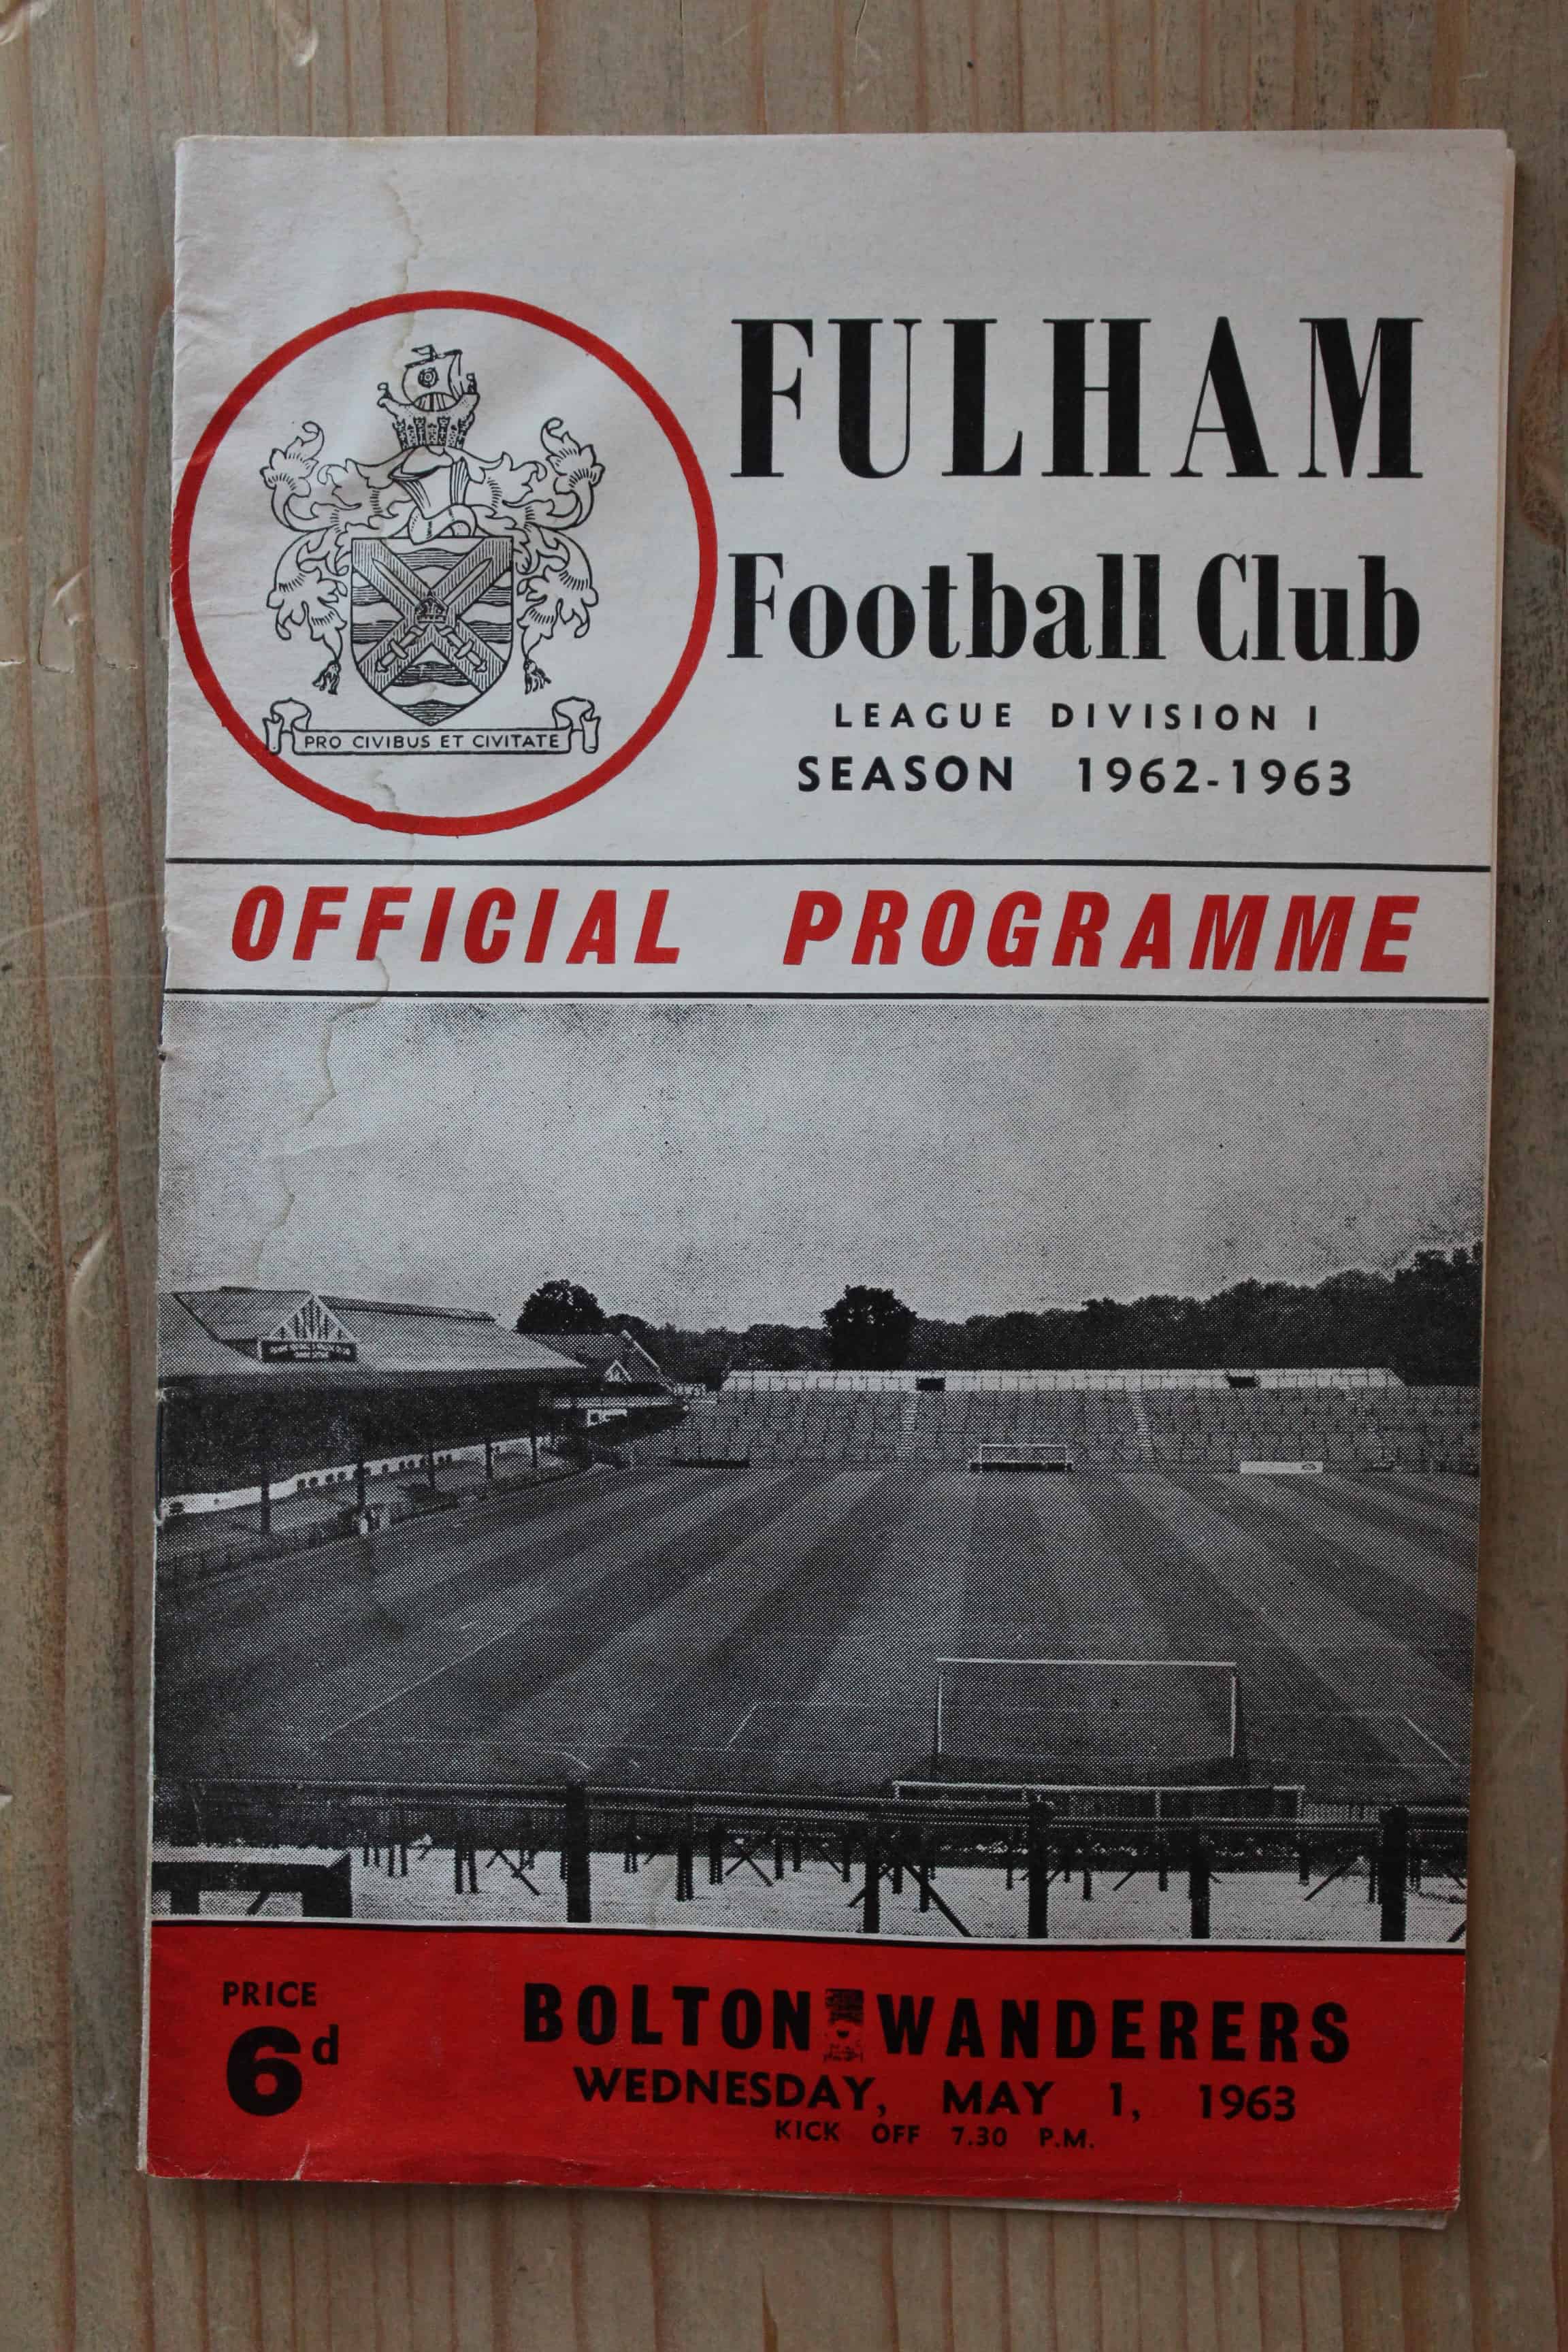 FULHAM
Football Club
LEAGUE DIVISION I
SEASON 1962-1963
PRO CIVIBUS ET CIVITATE
OFFICIAL PROGRAMME
PRICE
6d
BOLTON WANDERERS
WEDNESDAY, MAY 1, 1963
KICK OFF 7.30 P.M.